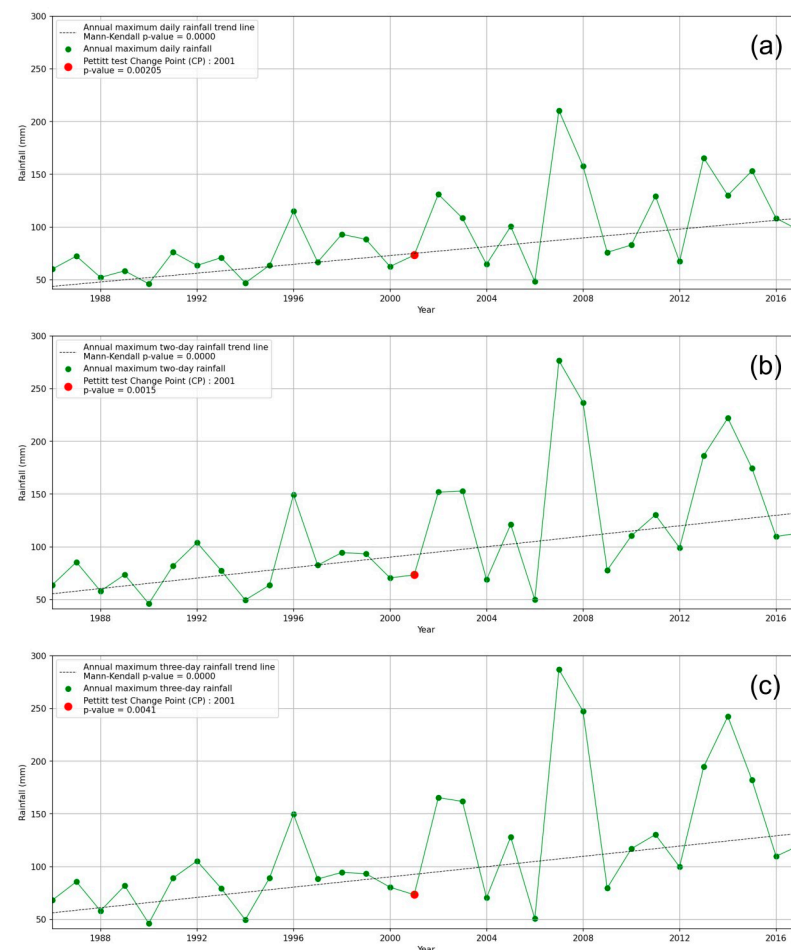 300
250
200
150
100
50
Rainfall (mm)
Annual maximum daily rainfall trend line
Mann-Kendall p-value = 0.0000
Annual maximum daily rainfall
Pettitt test Change Point (CP) : 2001
p-value = 0.00205
(a)
1988 1992 1996 2000 2004 2008 2012 2016
Year
300
250
200
150
100
50
Rainfall (mm)
Annual maximum two-day rainfall trend line
Mann-Kendall p-value = 0.0000
Annual maximum two-day rainfall
Pettitt test Change Point (CP) : 2001
p-value = 0.0015
(b)
1988 1992 1996 2000 2004 2008 2012 2016
Year
300
250
200
150
100
50
Rainfall (mm)
Annual maximum three-day rainfall trend line
Mann-Kendall p-value = 0.0000
Annual maximum three-day rainfall
Pettitt test Change Point (CP) : 2001
p-value = 0.0041
(c)
1988 1992 1996 2000 2004 2008 2012 2016
Year